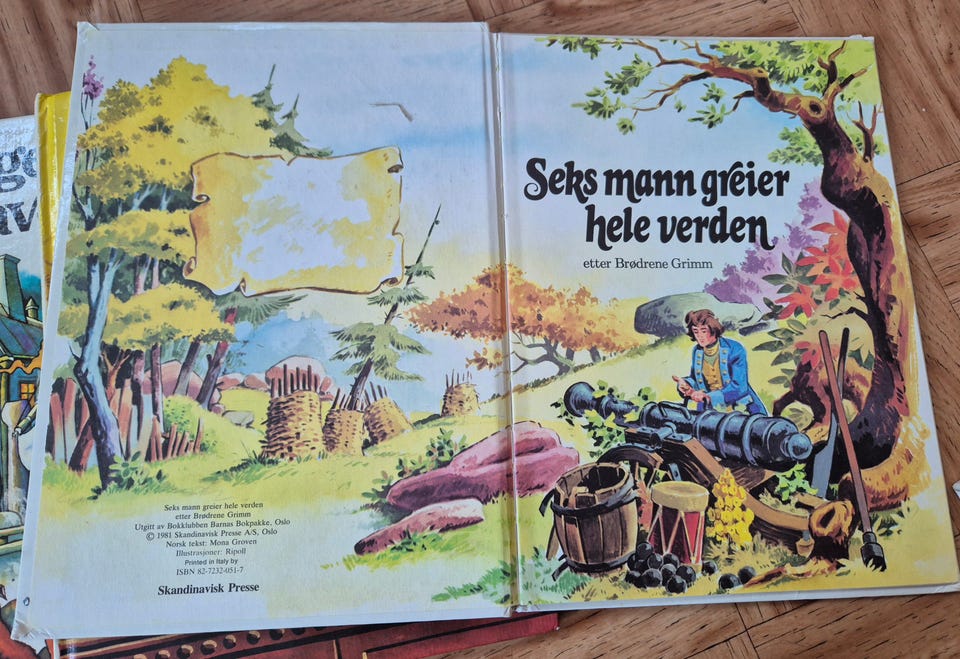 Seks mann greier
hele verden
etter Brødrene Grimm
Seks mann greier hele verden
etter Brødrene Grimm
Utgitt av Bokklubben Barnas Bokpakke, Oslo
© 1981 Skandinavisk Presse A/S, Oslo
Norsk tekst: Mona Groven
Illustrasjoner: Ripoll
Printed in Italy by
ISBN 82-7232-051-7
Skandinavisk Presse